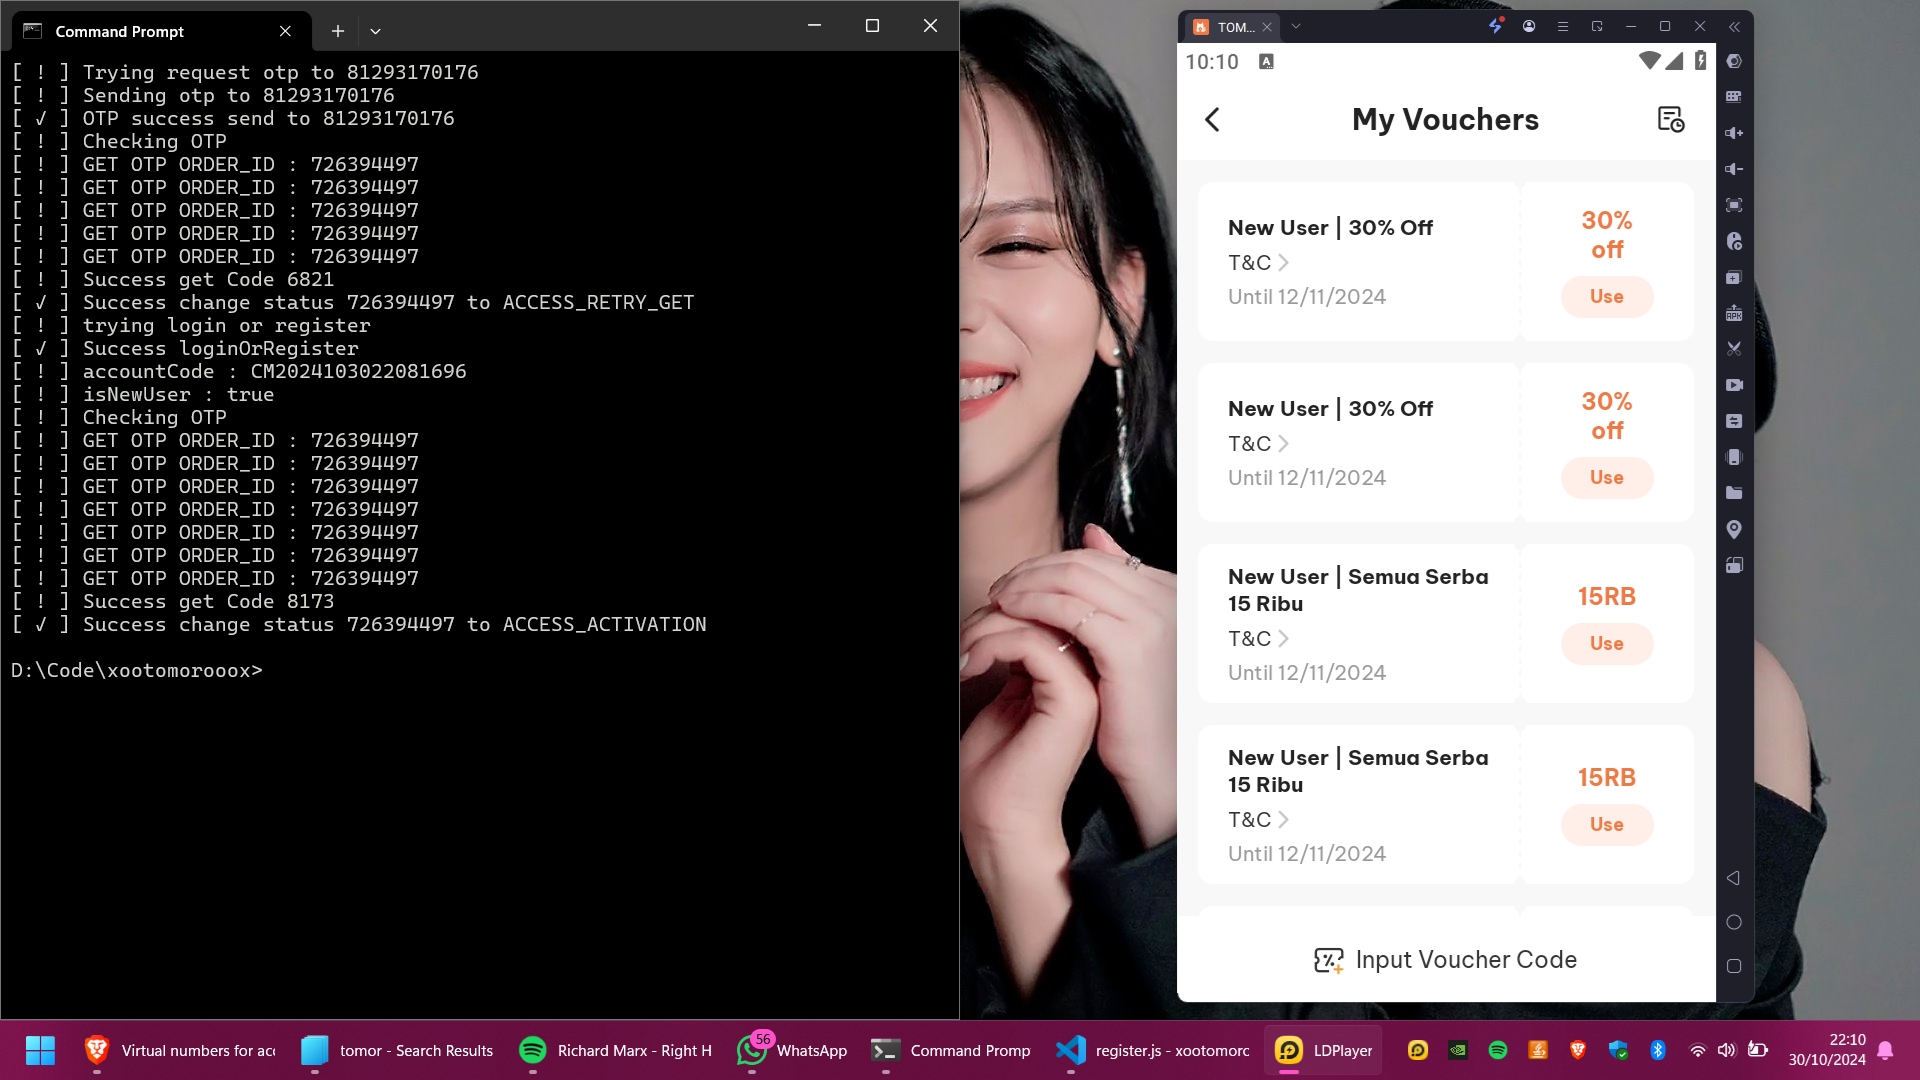 Command Prompt
[ ! ] Trying request otp to 81293170176
[ ! ] Sending otp to 81293170176
[ ✓ ] OTP success send to 81293170176
[ ! ] Checking OTP
[ ! ] GET OTP ORDER_ID : 726394497
[ ! ] GET OTP ORDER_ID : 726394497
[ ! ] GET OTP ORDER_ID : 726394497
[ ! ] GET OTP ORDER_ID : 726394497
[ ! ] GET OTP ORDER_ID : 726394497
[ ! ] Success get Code 6821
[ ✓ ] Success change status 726394497 to ACCESS_RETRY_GET
[ ! ] trying login or register
[ ✓ ] Success loginOrRegister
[ ! ] accountCode : CM2024103022081696
[ ! ] isNewUser : true
[ ! ] Checking OTP
[ ! ] GET OTP ORDER_ID : 726394497
[ ! ] GET OTP ORDER_ID : 726394497
[ ! ] GET OTP ORDER_ID : 726394497
[ ! ] GET OTP ORDER_ID : 726394497
[ ! ] GET OTP ORDER_ID : 726394497
[ ! ] GET OTP ORDER_ID : 726394497
[ ! ] GET OTP ORDER_ID : 726394497
[ ! ] Success get Code 8173
[ ✓ ] Success change status 726394497 to ACCESS_ACTIVATION
D:\Code\xootomorooox>
TOM...
10:10 A
My Vouchers
New User | 30% Off
T&C
Until 12/11/2024
30%
off
Use
New User | 30% Off
T&C
Until 12/11/2024
30%
off
Use
New User | Semua Serba
15 Ribu
T&C
Until 12/11/2024
15RB
Use
New User | Semua Serba
15 Ribu
T&C
Until 12/11/2024
15RB
Use
Input Voucher Code
APK
Virtual numbers for acc
tomor - Search Results
Richard Marx - Right H
56
WhatsApp
Command Promp
register.js - xootomorc
LDPlayer
22:10
30/10/2024